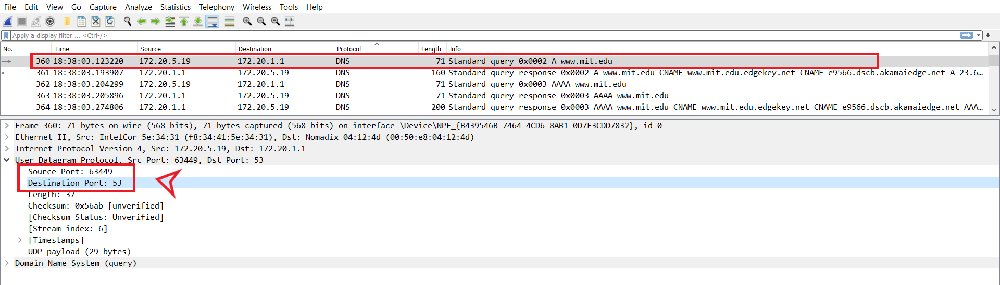 File Edit View Go Capture Analyze Statistics Telephony Wireless Tools Help
Apply a display filter ... <Ctrl-/>
No. Time Source Destination Protocol Length Info
360 18:38:03.123220 172.20.5.19 172.20.1.1 DNS 71 Standard query 0x0002 A www.mit.edu
361 18:38:03.193907 172.20.1.1 172.20.5.19 DNS 160 Standard query response 0x0002 A www.mit.edu CNAME www.mit.edu.edgekey.net CNAME e9566.dscb.akamaiedge.net A 23.6…
362 18:38:03.204299 172.20.5.19 172.20.1.1 DNS 71 Standard query 0x0003 AAAA www.mit.edu
363 18:38:03.205896 172.20.1.1 172.20.5.19 DNS 71 Standard query response 0x0003 AAAA www.mit.edu
364 18:38:03.274806 172.20.1.1 172.20.5.19 DNS 200 Standard query response 0x0003 AAAA www.mit.edu CNAME www.mit.edu.edgekey.net CNAME e9566.dscb.akamaiedge.net AAA…
Frame 360: 71 bytes on wire (568 bits), 71 bytes captured (568 bits) on interface \Device\NPF_{B439546B-7464-4CD6-8AB1-0D7F3CDD7832}, id 0
Ethernet II, Src: IntelCor_5e:34:31 (f8:34:41:5e:34:31), Dst: Nomadix_04:12:4d (00:50:e8:04:12:4d)
Internet Protocol Version 4, Src: 172.20.5.19, Dst: 172.20.1.1
User Datagram Protocol, Src Port: 63449, Dst Port: 53
Source Port: 63449
Destination Port: 53
Length: 37
Checksum: 0x56ab [unverified]
[Checksum Status: Unverified]
[Stream index: 6]
[Timestamps]
UDP payload (29 bytes)
Domain Name System (query)